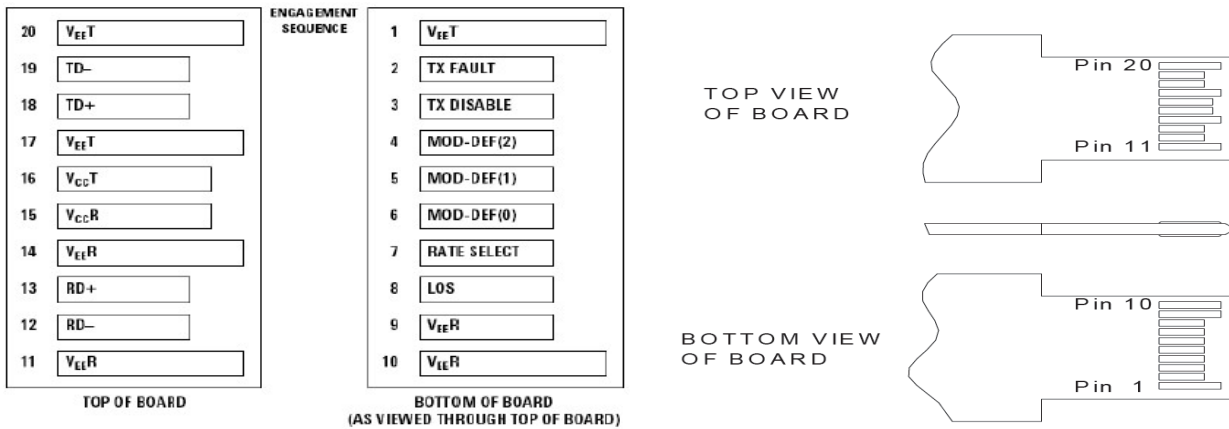 ENGAGEMENT
SEQUENCE
20 VEET
19 TD–
18 TD+
17 VEET
16 VCCT
15 VCCR
14 VEER
13 RD+
12 RD–
11 VEER
TOP OF BOARD
1 VEET
2 TX FAULT
3 TX DISABLE
4 MOD-DEF(2)
5 MOD-DEF(1)
6 MOD-DEF(0)
7 RATE SELECT
8 LOS
9 VEER
10 VEER
BOTTOM OF BOARD
(AS VIEWED THROUGH TOP OF BOARD)
TOP VIEW
OF BOARD
Pin 20
Pin 11
BOTTOM VIEW
OF BOARD
Pin 10
Pin 1